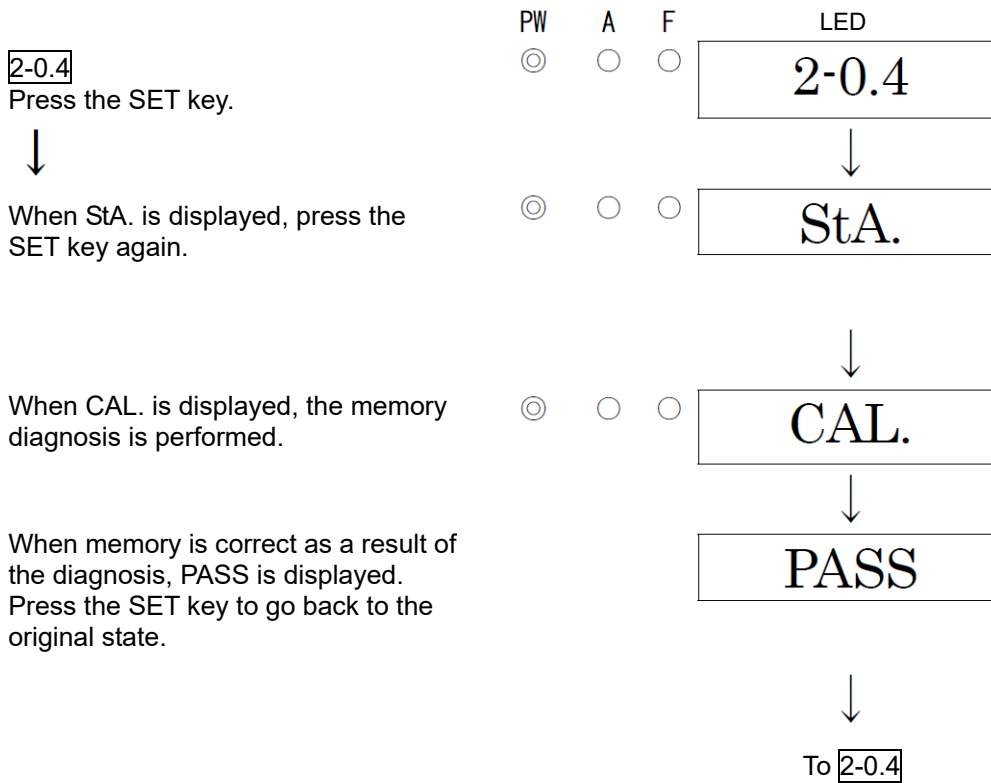 PW A F LED
2-0.4
2-0.4
Press the SET key.
When StA. is displayed, press the
SET key again.
StA.
When CAL. is displayed, the memory
diagnosis is performed.
CAL.
When memory is correct as a result of
the diagnosis, PASS is displayed.
Press the SET key to go back to the
original state.
PASS
To 2-0.4